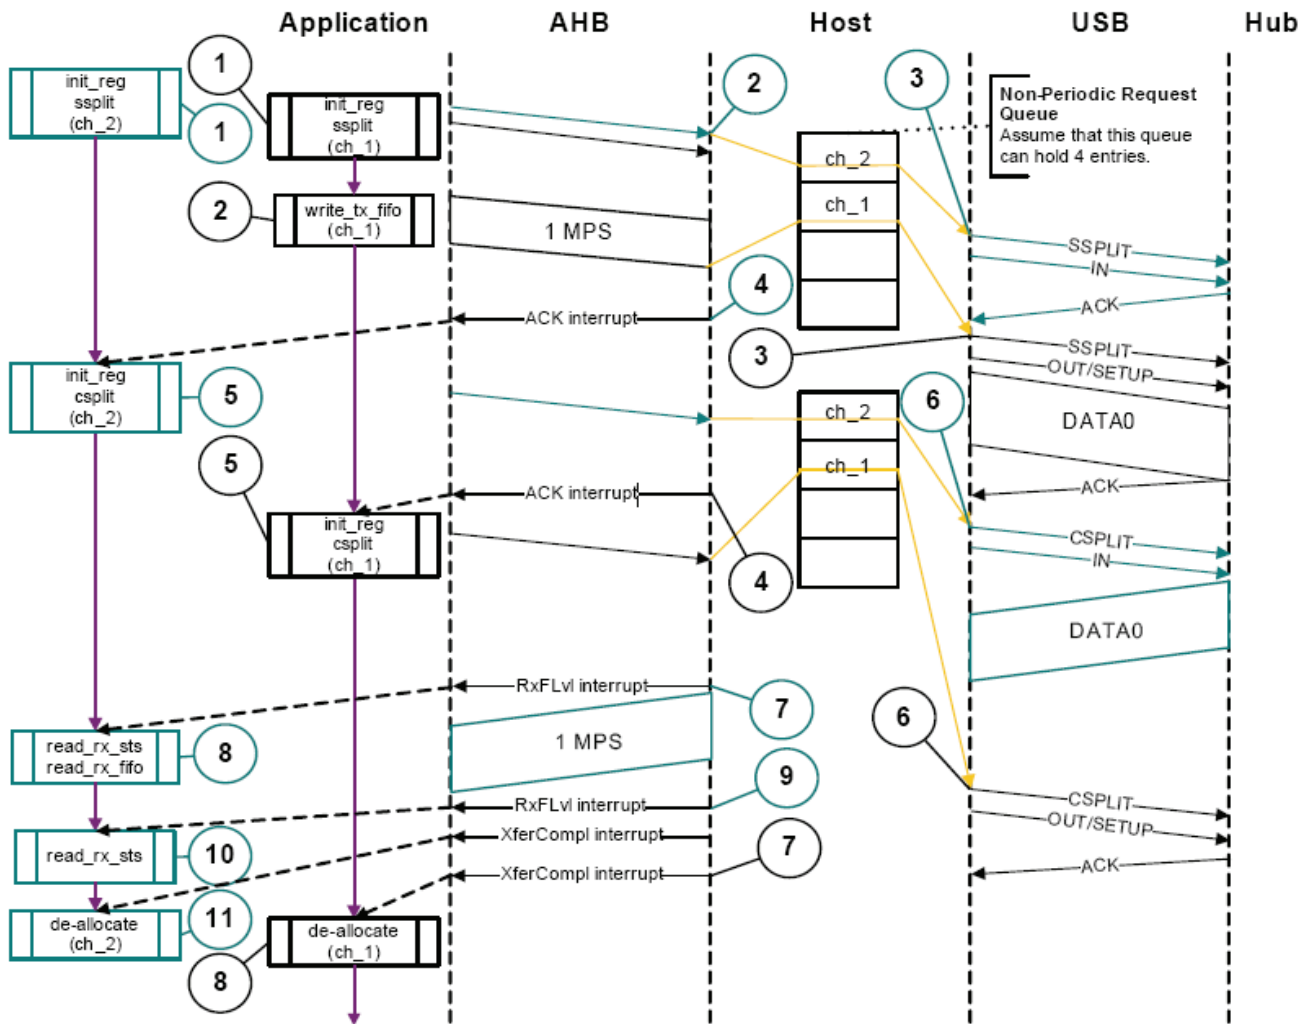 Application AHB Host USB Hub
1
2
3
init_reg
ssplit
(ch_2)
1
init_reg
ssplit
(ch_1)
Non-Periodic Request
Queue
Assume that this queue
can hold 4 entries.
ch_2
2
write_tx_fifo
(ch_1)
1 MPS
ch_1
SSPLIT
IN
4
ACK
ACK interrupt
3
SSPLIT
OUT/SETUP
init_reg
csplit
(ch_2)
5
ch_2
6
DATA0
5
ch_1
ACK interrupt
ACK
init_reg
csplit
(ch_1)
4
CSPLIT
IN
DATA0
RxFLvl interrupt
7
6
read_rx_sts
read_rx_fifo
8
1 MPS
9
RxFLvl interrupt
CSPLIT
OUT/SETUP
XferCompl interrupt
7
read_rx_sts
10
XferCompl interrupt
ACK
de-allocate
(ch_2)
11
de-allocate
(ch_1)
8